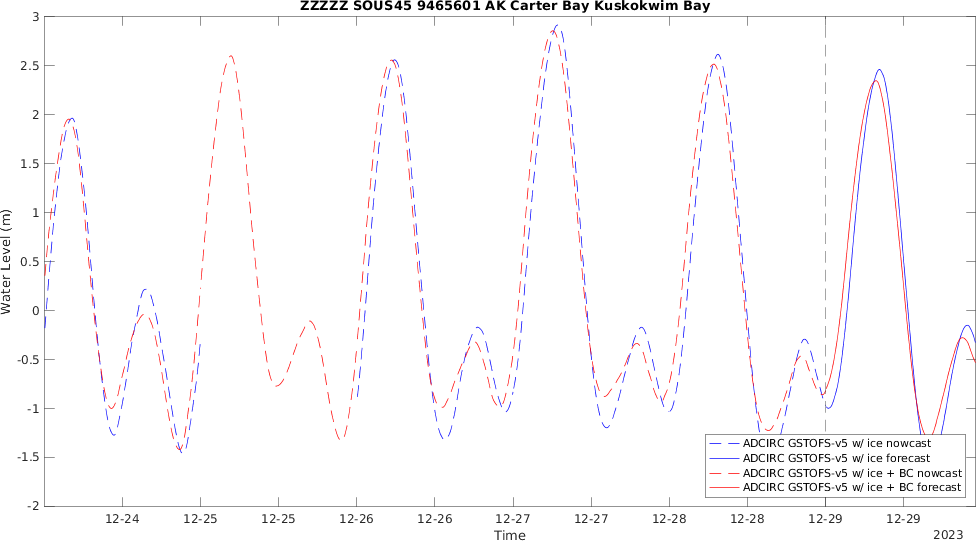 ZZZZZ SOUS45 9465601 AK Carter Bay Kuskokwim Bay
3
2.5
2
1.5
1
0.5
0
-0.5
-1
-1.5
-2
Water Level (m)
ADCIRC GSTOFS-v5 w/ ice nowcast
ADCIRC GSTOFS-v5 w/ ice forecast
ADCIRC GSTOFS-v5 w/ ice + BC nowcast
ADCIRC GSTOFS-v5 w/ ice + BC forecast
12-24 12-25 12-25 12-26 12-26 12-27 12-27 12-28 12-28 12-29 12-29
Time
2023